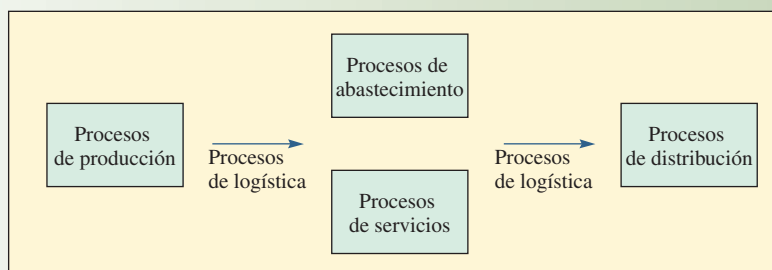 Procesos
de producción
Procesos
de logística
Procesos de
abastecimiento
Procesos
de servicios
Procesos
de logística
Procesos
de distribución